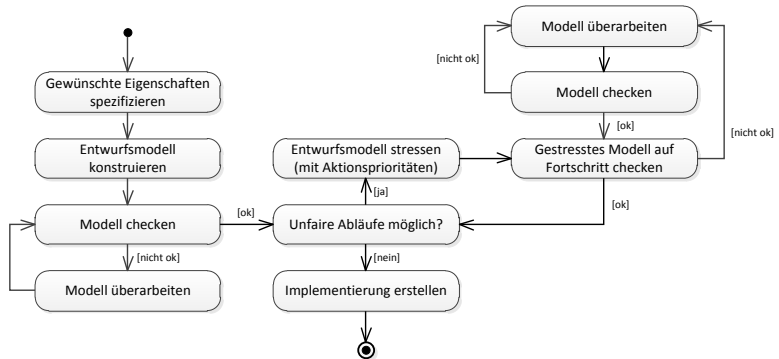 Gewünschte Eigenschaften
spezifizieren
Entwurfsmodell
konstruieren
Modell checken
[ok]
[nicht ok]
Modell überarbeiten
Entwurfsmodell stressen
(mit Aktionsprioritäten)
[ja]
Unfaire Abläufe möglich?
[nein]
Implementierung erstellen
Modell überarbeiten
[nicht ok]
Modell checken
[ok]
[nicht ok]
Gestresstes Modell auf
Fortschritt checken
[ok]